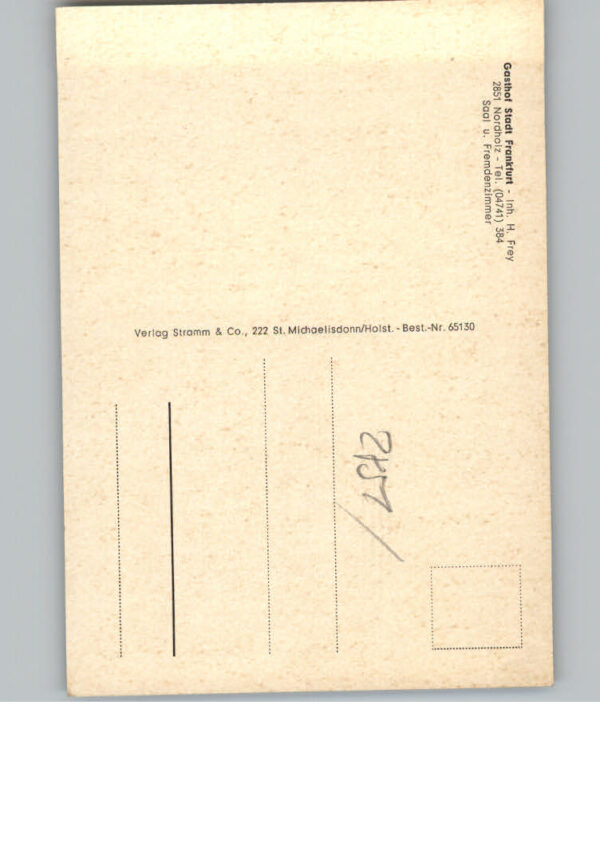 Gasthof Stadt Frankfurt - Inh. H. Frey
2851 Nordholz - Tel. (04741) 384
Saal u. Fremdenzimmer
Verlag Stramm & Co., 222 St. Michaelisdonn/Holst. - Best.-Nr. 65130